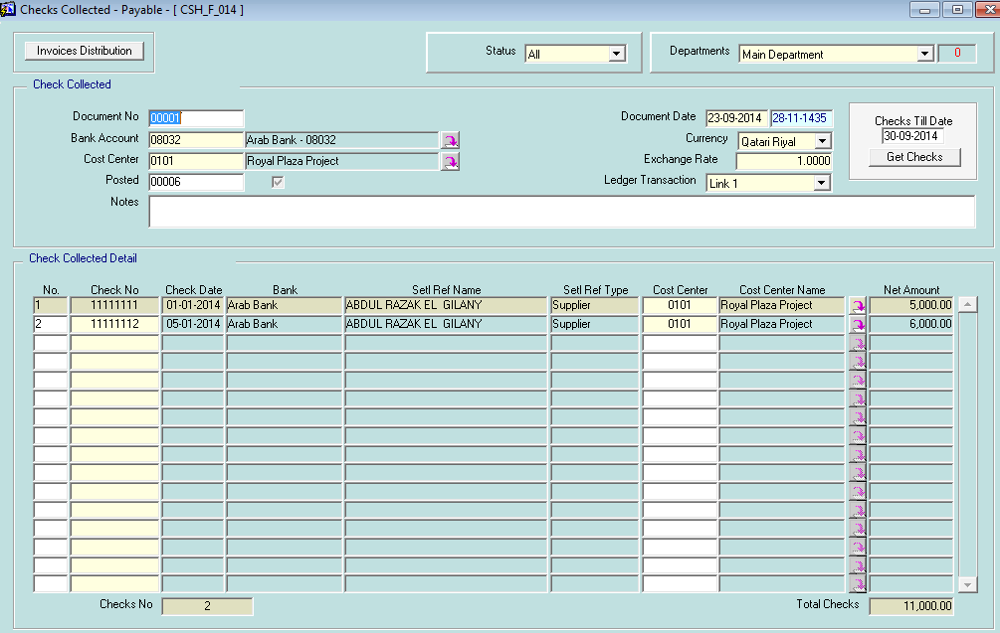 Checks Collected - Payable - [ CSH_F_014 ]
Invoices Distribution
Status All
Departments Main Department 0
Check Collected
Document No 00001
Document Date 23-09-2014 28-11-1435
Checks Till Date
30-09-2014
Get Checks
Bank Account 08032 Arab Bank - 08032
Currency Qatari Riyal
Cost Center 0101 Royal Plaza Project
Exchange Rate 1.0000
Posted 00006
Ledger Transaction Link 1
Notes
Check Collected Detail
No. Check No Check Date Bank Setl Ref Name Setl Ref Type Cost Center Cost Center Name Net Amount
1 11111111 01-01-2014 Arab Bank ABDUL RAZAK EL GILANY Supplier 0101 Royal Plaza Project 5,000.00
2 11111112 05-01-2014 Arab Bank ABDUL RAZAK EL GILANY Supplier 0101 Royal Plaza Project 6,000.00
Checks No 2 Total Checks 11,000.00